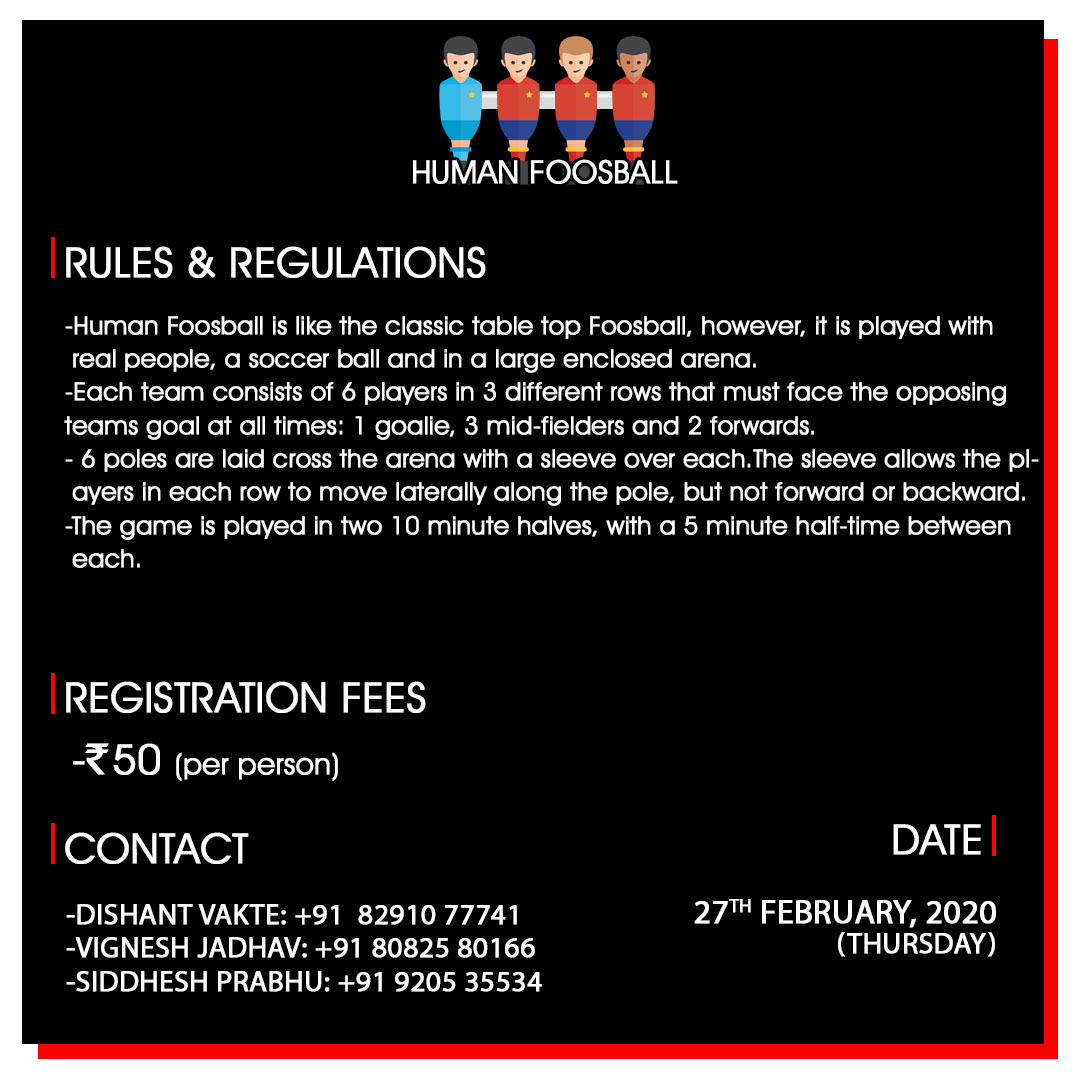 HUMAN FOOSBALL
RULES & REGULATIONS
-Human Foosball is like the classic table top Foosball, however, it is played with
real people, a soccer ball and in a large enclosed arena.
-Each team consists of 6 players in 3 different rows that must face the opposing
teams goal at all times: 1 goalie, 3 mid-fielders and 2 forwards.
- 6 poles are laid cross the arena with a sleeve over each.The sleeve allows the pl-
ayers in each row to move laterally along the pole, but not forward or backward.
-The game is played in two 10 minute halves, with a 5 minute half-time between
each.
REGISTRATION FEES
-₹50 (per person)
CONTACT
-DISHANT VAKTE: +91  82910 77741
-VIGNESH JADHAV: +91 80825 80166
-SIDDHESH PRABHU: +91 9205 35534
DATE
27TH FEBRUARY, 2020
(THURSDAY)